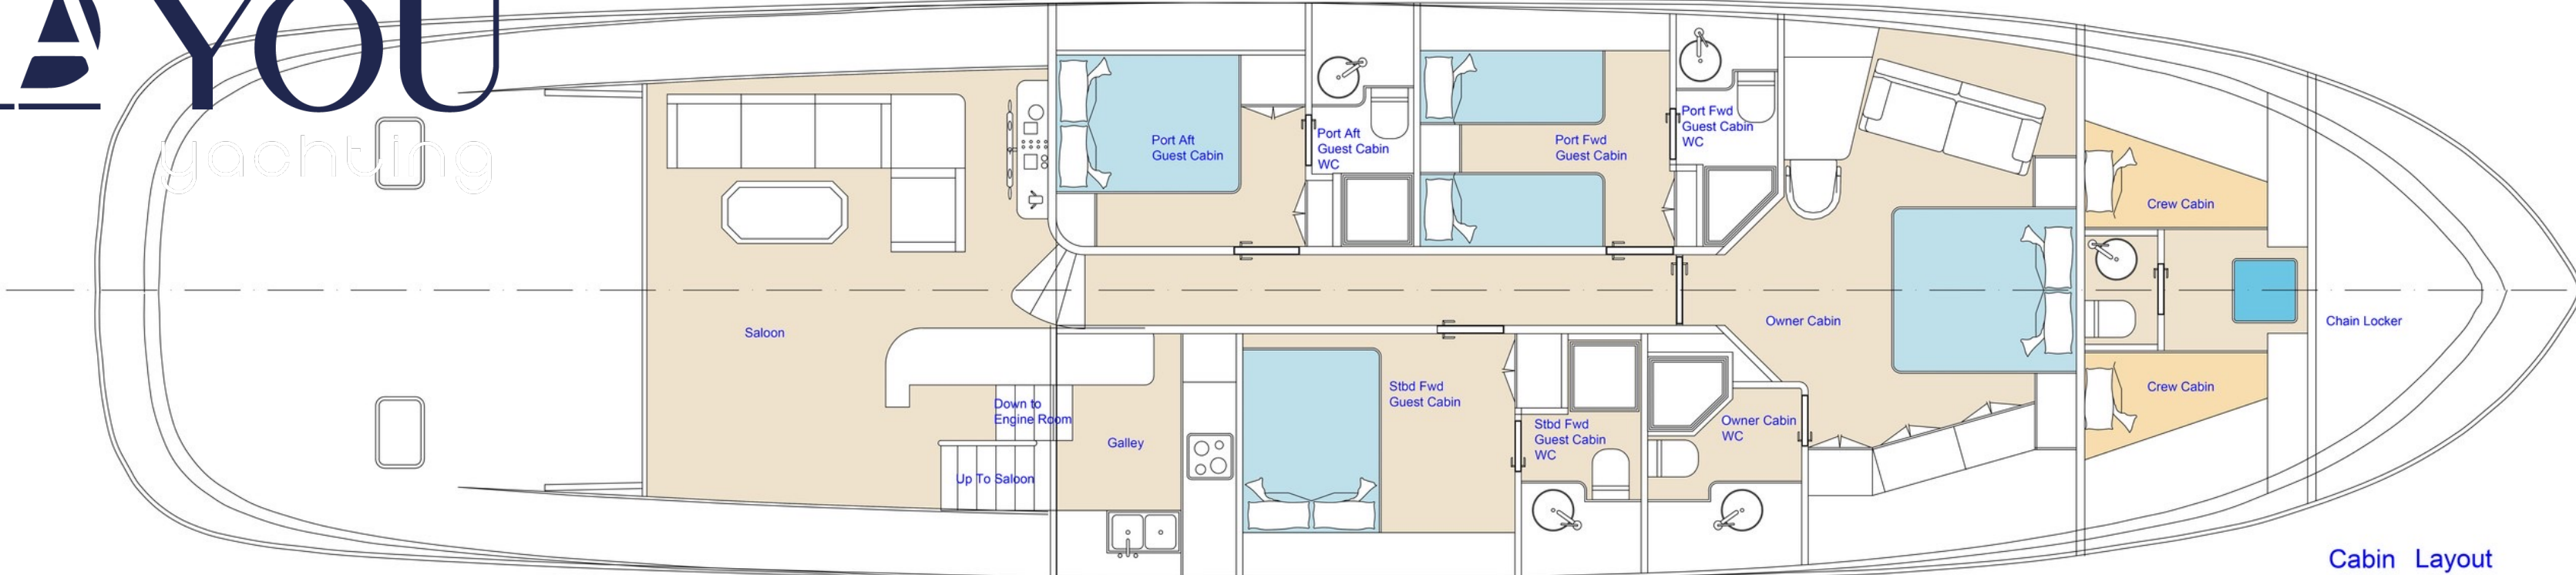 A YOU
yachting
Port Aft
Guest Cabin
Port Aft
Guest Cabin
WC
Port Fwd
Guest Cabin
Port Fwd
Guest Cabin
WC
Crew Cabin
Saloon
Owner Cabin
Chain Locker
Down to
Engine Room
Galley
Up To Saloon
Stbd Fwd
Guest Cabin
Stbd Fwd
Guest Cabin
WC
Owner Cabin
WC
Crew Cabin
Cabin Layout